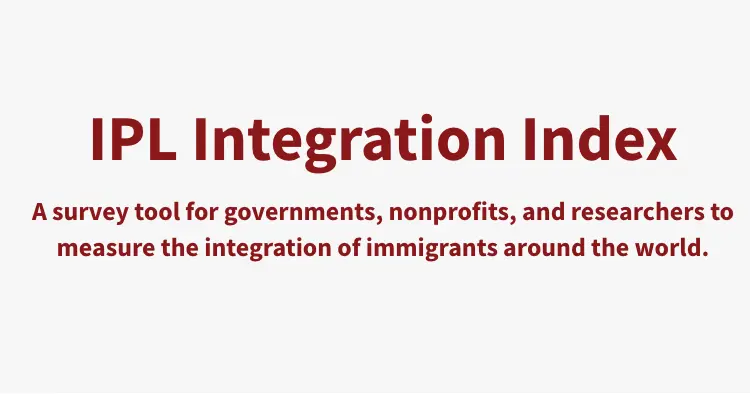 IPL Integration Index
A survey tool for governments, nonprofits, and researchers to
measure the integration of immigrants around the world.